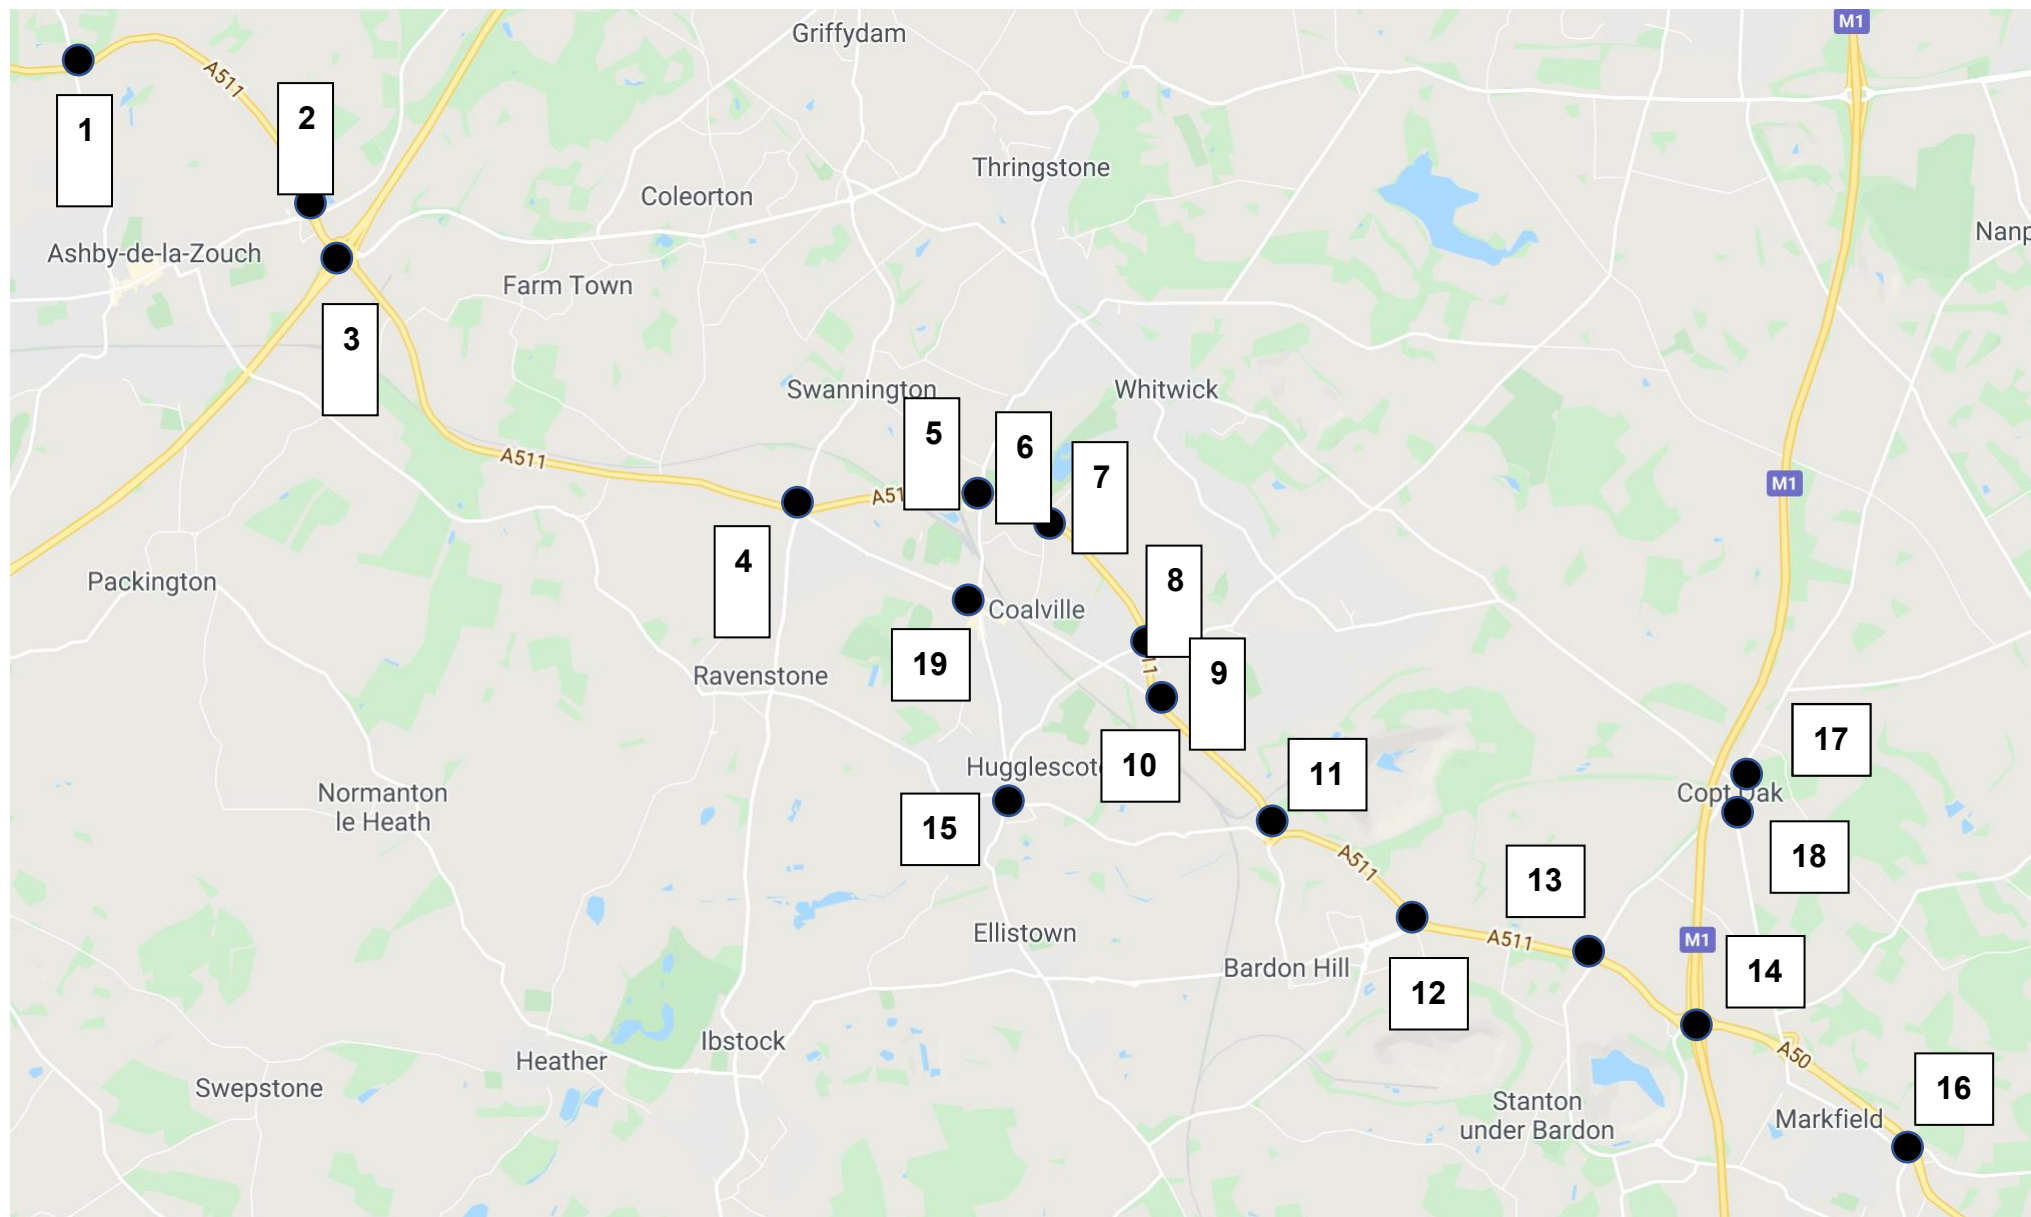 M1
Griffydam
A511
2
1
Thringstone
Coleorton
Ashby-de-la-Zouch
Farm Town
3
Swannington
Whitwick
5
6
7
A511
M1
A51
4
Packington
8
Coalville
19
11
9
Ravenstone
17
10
11
Hugglescot
Copt Oak
Normanton
le Heath
15
A511
18
13
Ellistown
A511
M1
Bardon Hill
14
12
Ibstock
Heather
A50
Swepstone
16
Stanton
under Bardon
Markfield